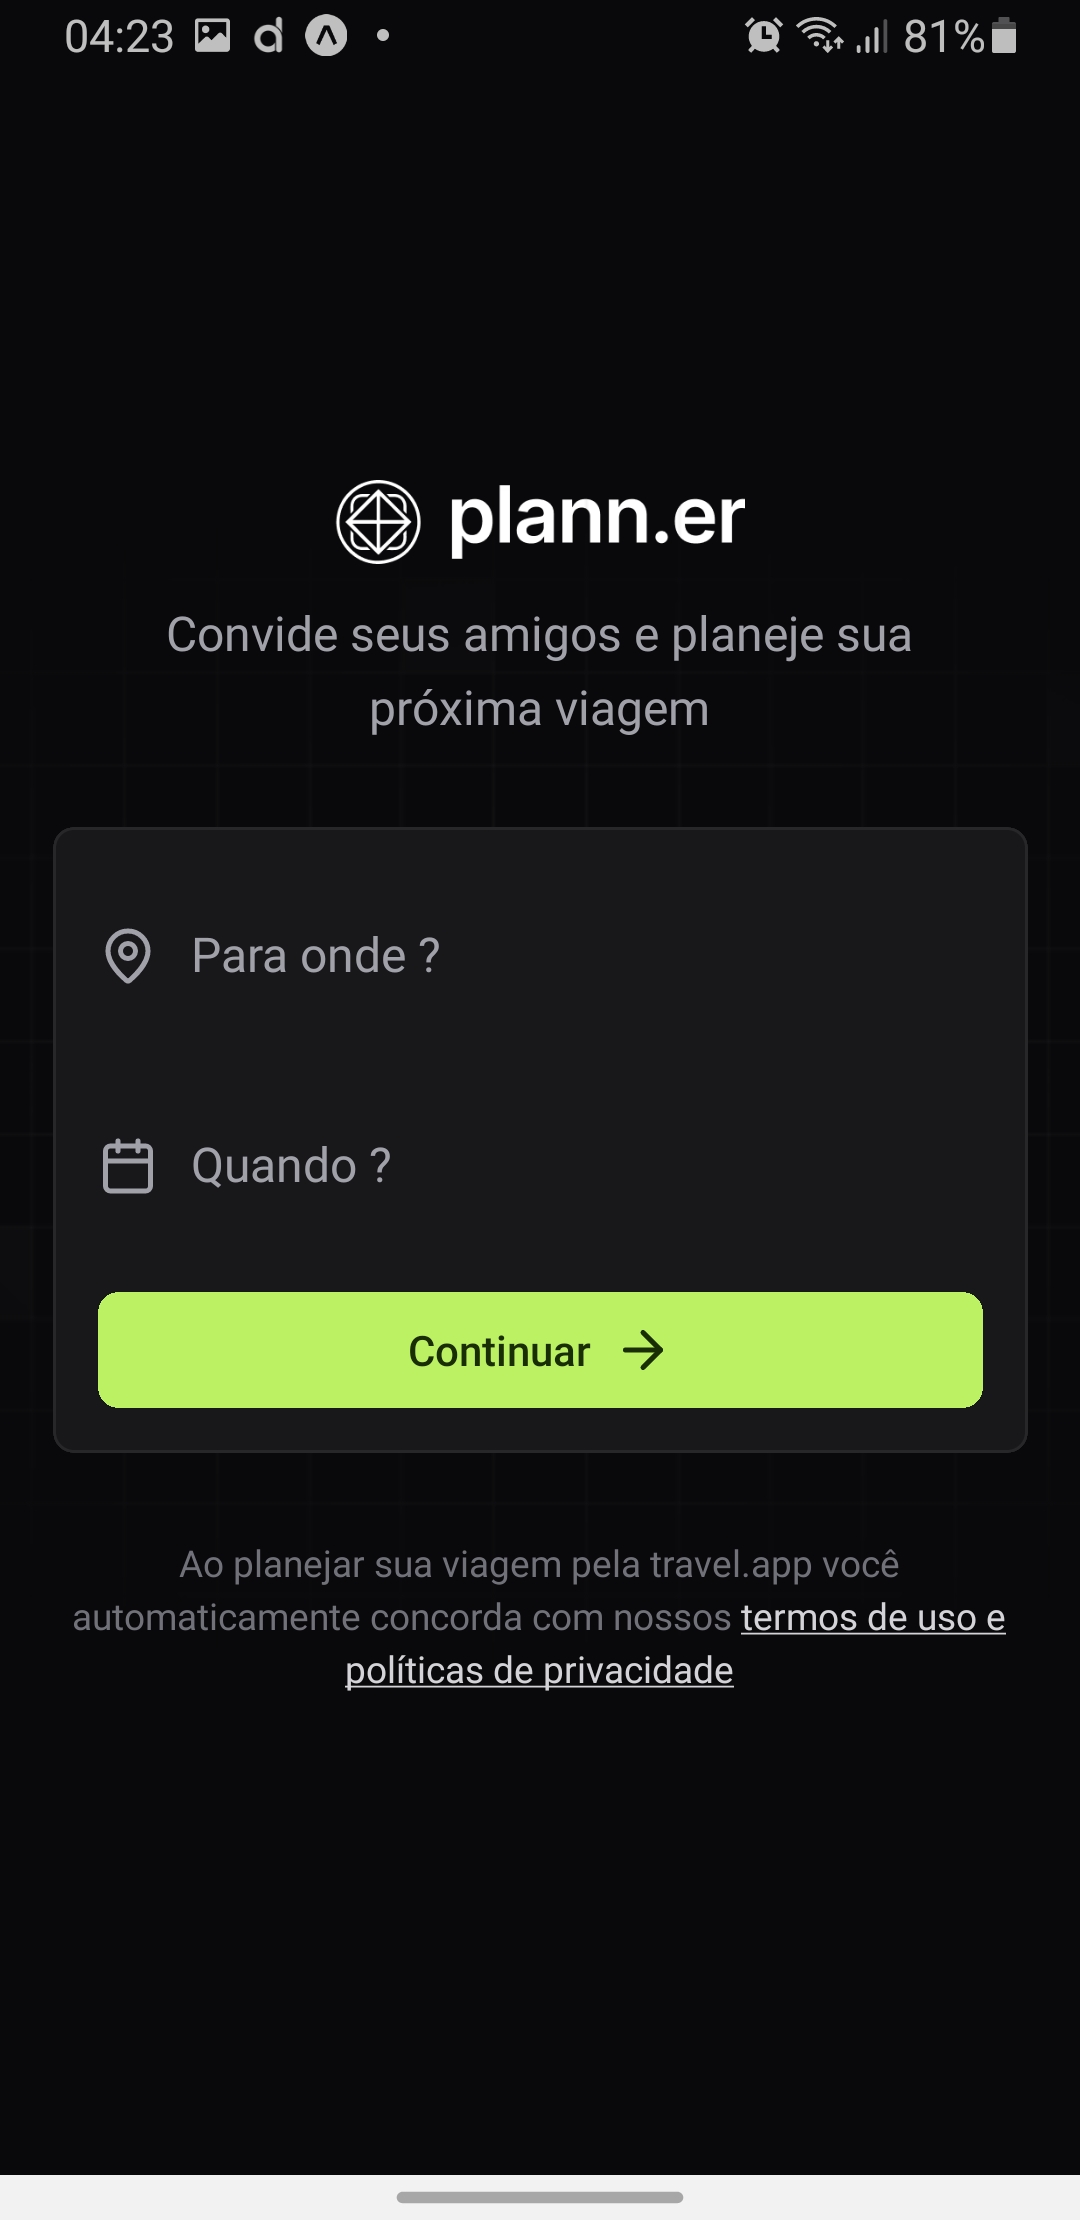 04:23
81%
plann.er
Convide seus amigos e planeje sua
próxima viagem
Para onde ?
Quando ?
Continuar
Ao planejar sua viagem pela travel.app você
automaticamente concorda com nossos termos de uso e
políticas de privacidade